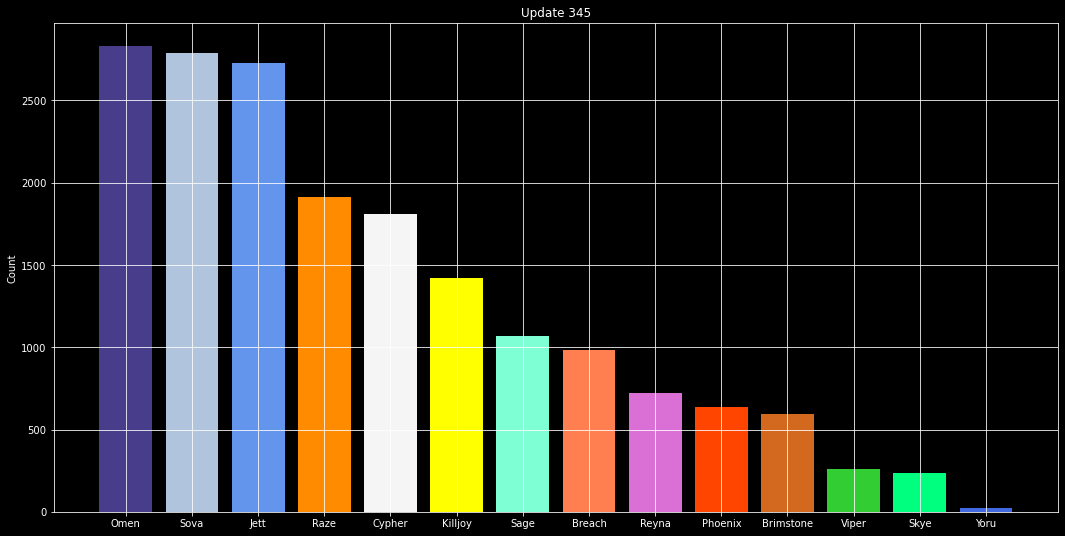 Update 345
Count
2500
2000
1500
1000
500
0
Omen Sova Jett Raze Cypher Killjoy Sage Breach Reyna Phoenix Brimstone Viper Skye Yoru